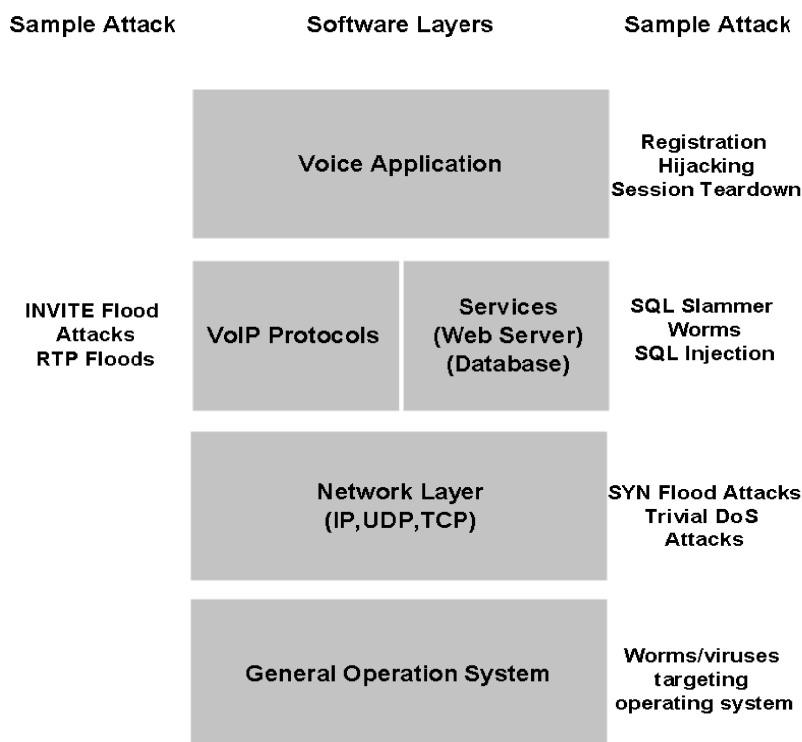 Sample Attack
Software Layers
Sample Attack
Voice Application
Registration
Hijacking
Session Teardown
INVITE Flood
Attacks
RTP Floods
VoIP Protocols
Services
(Web Server)
(Database)
SQL Slammer
Worms
SQL Injection
Network Layer
(IP,UDP,TCP)
SYN Flood Attacks
Trivial DoS
Attacks
General Operation System
Worms/viruses
targeting
operating system